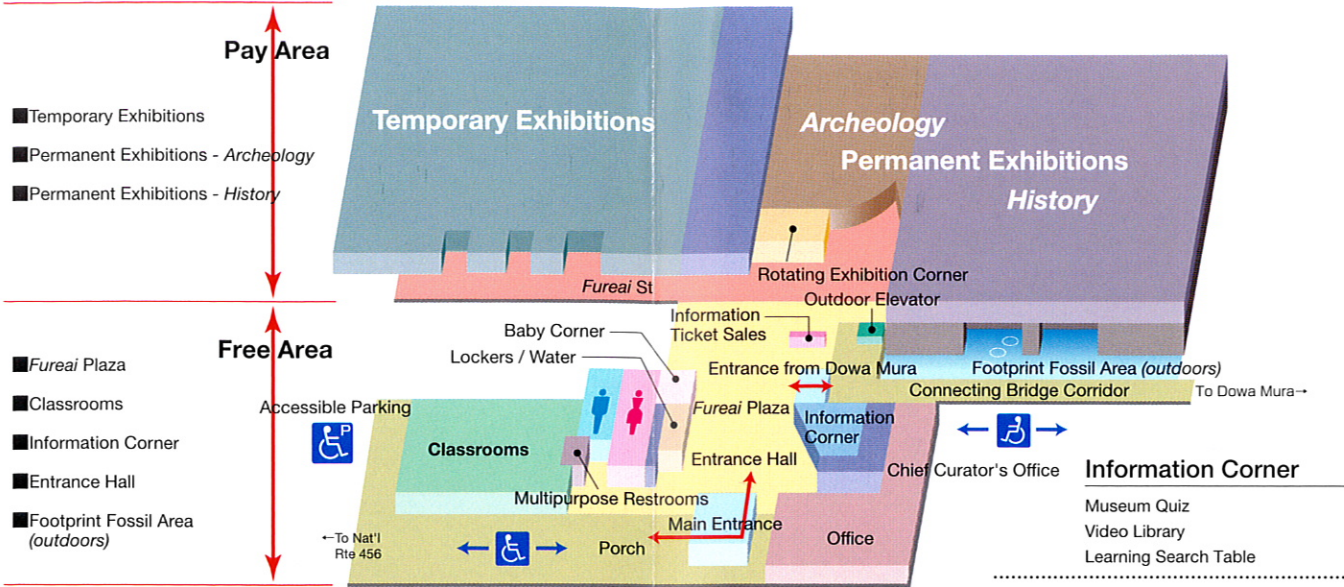 Pay Area
■Temporary Exhibitions
■Permanent Exhibitions - Archeology
■Permanent Exhibitions - History
Temporary Exhibitions
Archeology
Permanent Exhibitions
History
Rotating Exhibition Corner
Fureai St
Outdoor Elevator
Information
Ticket Sales
Free Area
■Fureai Plaza
■Classrooms
■Information Corner
■Entrance Hall
■Footprint Fossil Area
(outdoors)
Baby Corner
Lockers / Water
Entrance from Dowa Mura
Footprint Fossil Area (outdoors)
Connecting Bridge Corridor
To Dowa Mura→
Accessible Parking
P
Fureai Plaza
Information
Corner
Classrooms
Entrance Hall
Chief Curator's Office
Multipurpose Restrooms
Main Entrance
Office
Porch
←To Nat'l
Rte 456
Information Corner
Museum Quiz
Video Library
Learning Search Table